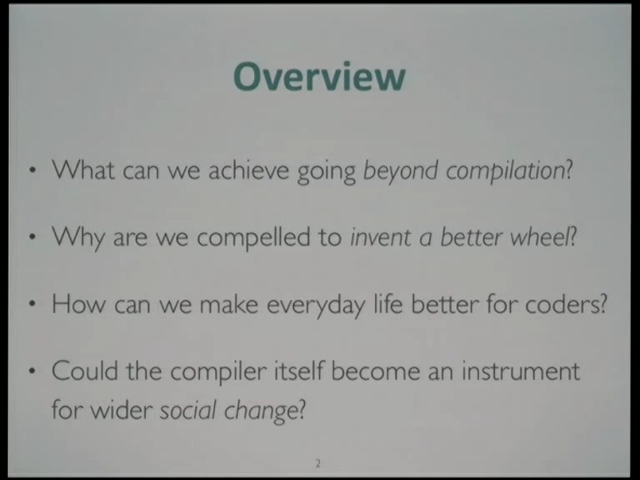 Overview
• What can we achieve going beyond compilation?
• Why are we compelled to invent a better wheel?
• How can we make everyday life better for coders?
• Could the compiler itself become an instrument
for wider social change?
2